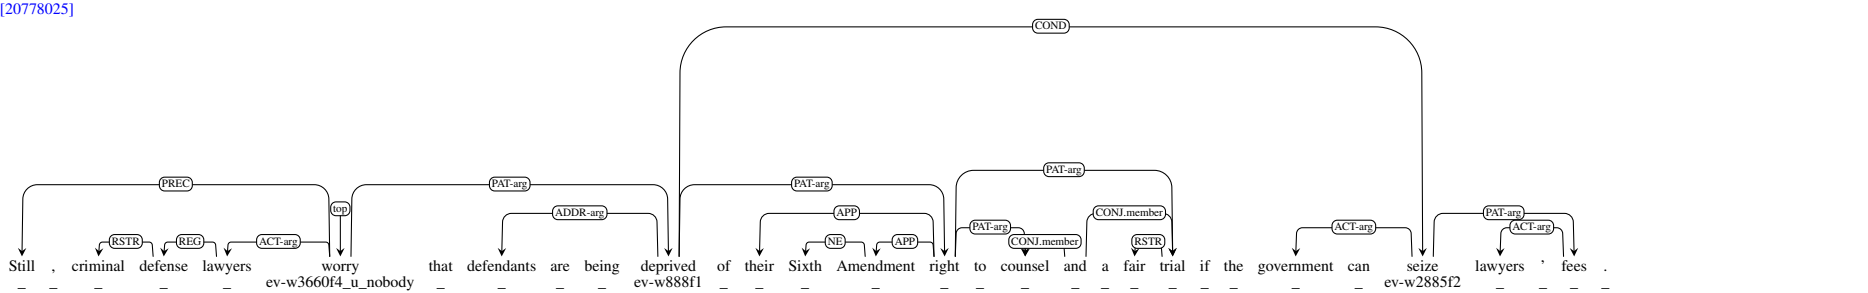 [20778025]
COND
PREC PAT-arg PAT-arg PAT-arg
top ADDR-arg APP CONJ.member PAT-arg
RSTR REG ACT-arg NE APP PAT-arg CONJ.member RSTR ACT-arg ACT-arg
Still , criminal defense lawyers worry that defendants are being deprived of their Sixth Amendment right to counsel and a fair trial if the government can seize lawyers ’ fees .
_ _ _ _ _ ev-w3660f4_u_nobody _ _ _ _ ev-w888f1 _ _ _ _ _ _ _ _ _ _ _ _ _ _ _ ev-w2885f2 _ _ _ _